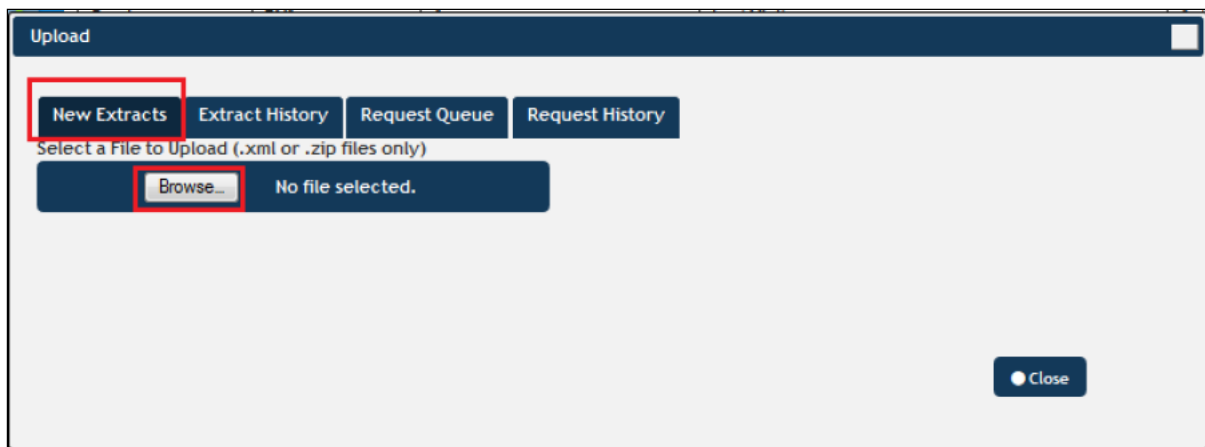 Upload
New Extracts Extract History Request Queue Request History
Select a File to Upload (.xml or .zip files only)
Browse... No file selected.
Close